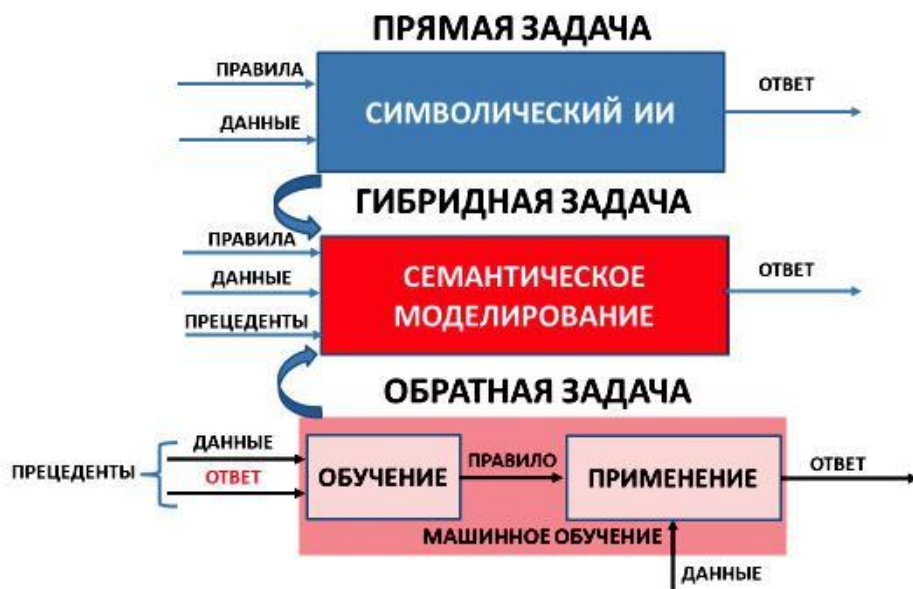 ПРЯМАЯ ЗАДАЧА
ПРАВИЛА
ДАННЫЕ
СИМВОЛИЧЕСКИЙ ИИ
ОТВЕТ
ГИБРИДНАЯ ЗАДАЧА
ПРАВИЛА
ДАННЫЕ
ПРЕЦЕДЕНТЫ
СЕМАНТИЧЕСКОЕ
МОДЕЛИРОВАНИЕ
ОТВЕТ
ОБРАТНАЯ ЗАДАЧА
ПРЕЦЕДЕНТЫ
ДАННЫЕ
ОТВЕТ
ОБУЧЕНИЕ
ПРАВИЛО
ПРИМЕНЕНИЕ
ОТВЕТ
МАШИННОЕ ОБУЧЕНИЕ
ДАННЫЕ